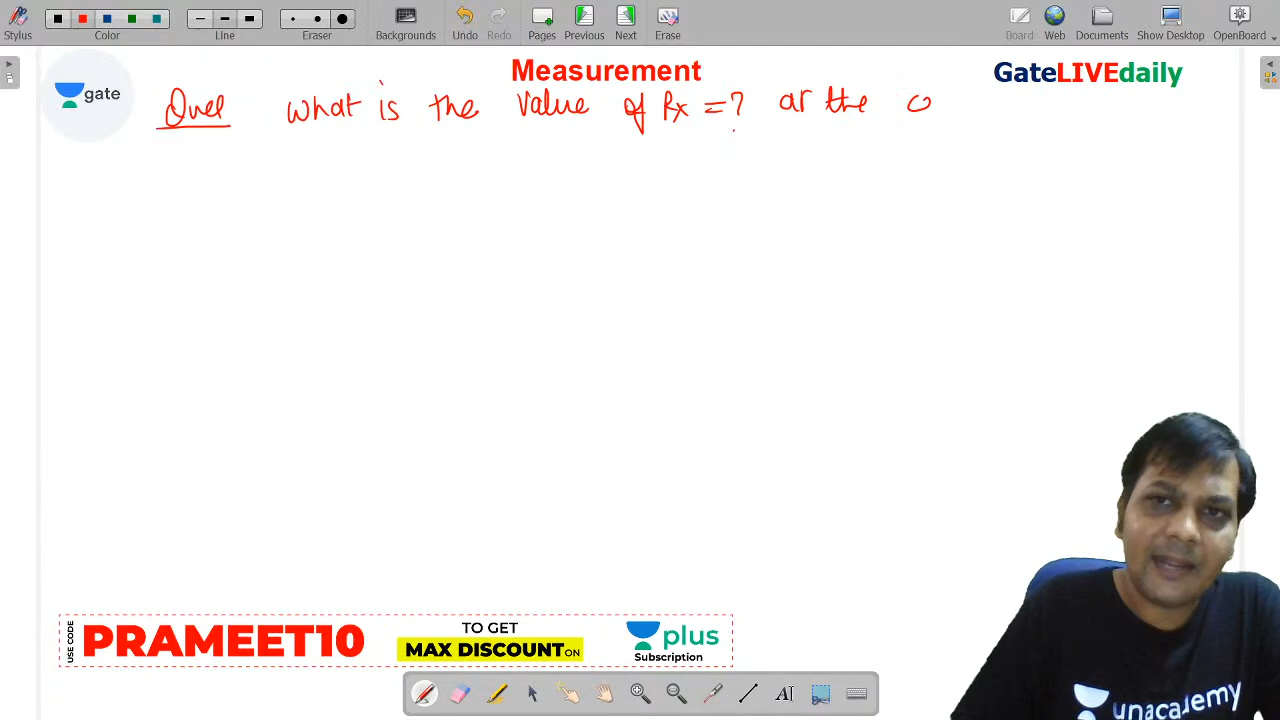 Stylus
Color
Line
Eraser
Backgrounds
Undo
Redo
Pages
Previous
Next
Erase
Board
Web
Documents
Show Desktop
OpenBoard
gate
Measurement
GateLIVEdaily
What is the value of Rx = ? at the
USE CODE
PRAMEET10
TO GET
MAX DISCOUNT ON
plus
Subscription
unacademy